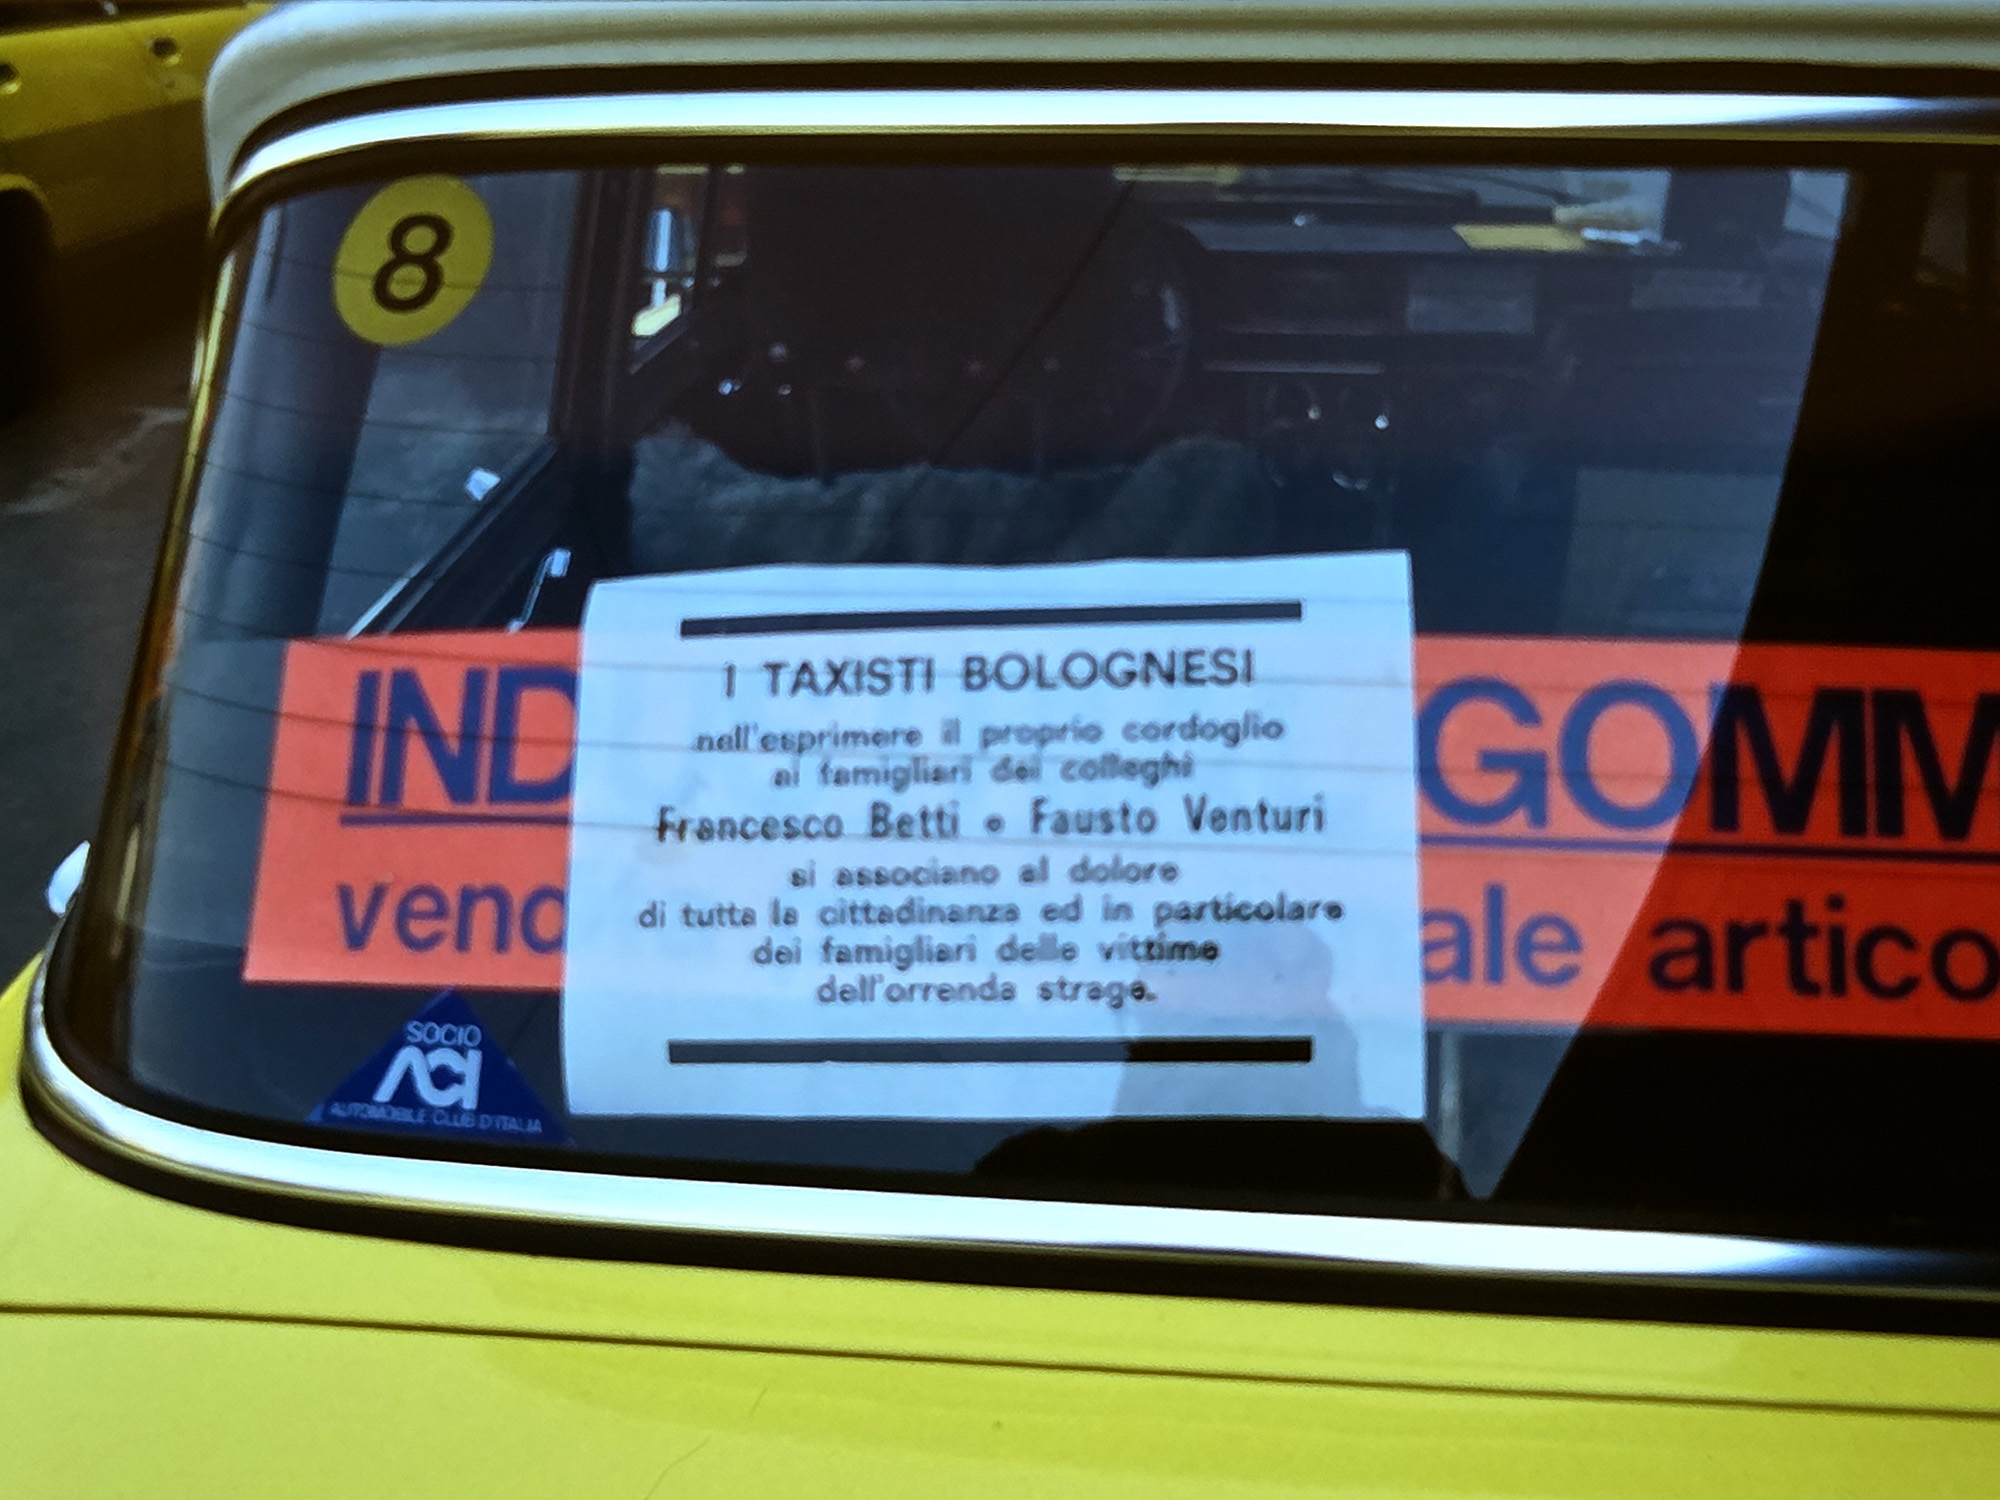 8
I TAXISTI BOLOGNESI
nell'esprimere il proprio cordoglio
ai famigliari dei colleghi
Francesco Betti e Fausto Venturi
si associano al dolore
di tutta la cittadinanza ed in particolare
dei famigliari delle vittime
dell'orrenda strage.
IND GOMM
vend ale artico
SOCIO
ACI
AUTOMOBILE CLUB D'ITALIA